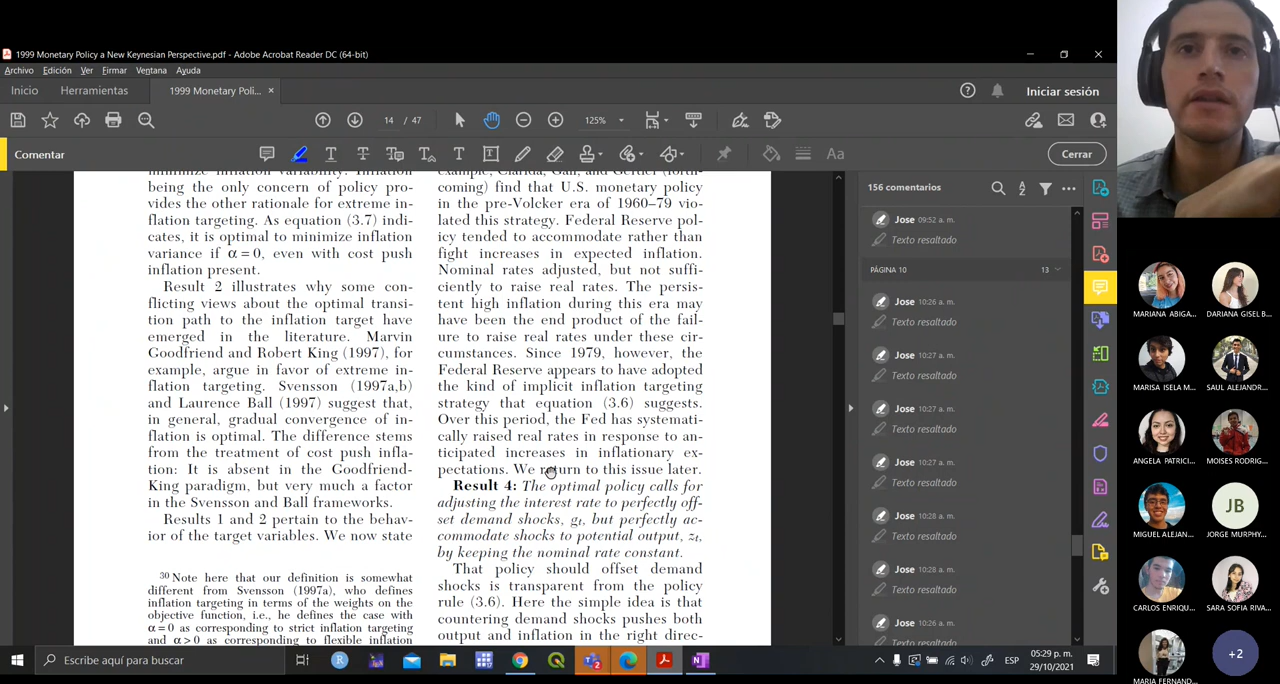 1999 Monetary Policy a New Keynesian Perspective.pdf - Adobe Acrobat Reader DC (64-bit)
Archivo Edición Ver Firmar Ventana Ayuda
Inicio Herramientas 1999 Monetary Poli... ×
Iniciar sesión
14 / 47
125%
Comentar
Cerrar
minimize inflation variability. Inflation
being the only concern of policy pro-
vides the other rationale for extreme in-
flation targeting. As equation (3.7) indi-
cates, it is optimal to minimize inflation
variance if α = 0, even with cost push
inflation present.
Result 2 illustrates why some con-
flicting views about the optimal transi-
tion path to the inflation target have
emerged in the literature. Marvin
Goodfriend and Robert King (1997), for
example, argue in favor of extreme in-
flation targeting. Svensson (1997a,b)
and Laurence Ball (1997) suggest that,
in general, gradual convergence of in-
flation is optimal. The difference stems
from the treatment of cost push infla-
tion: It is absent in the Goodfriend-
King paradigm, but very much a factor
in the Svensson and Ball frameworks.
Results 1 and 2 pertain to the behav-
ior of the target variables. We now state
30 Note here that our definition is somewhat
different from Svensson (1997a), who defines
inflation targeting in terms of the weights on the
objective function, i.e., he defines the case with
α = 0 as corresponding to strict inflation targeting
and α > 0 as corresponding to flexible inflation
example, Clarida, Galí, and Gertler (forth-
coming) find that U.S. monetary policy
in the pre-Volcker era of 1960–79 vio-
lated this strategy. Federal Reserve pol-
icy tended to accommodate rather than
fight increases in expected inflation.
Nominal rates adjusted, but not suffi-
ciently to raise real rates. The persis-
tent high inflation during this era may
have been the end product of the fail-
ure to raise real rates under these cir-
cumstances. Since 1979, however, the
Federal Reserve appears to have adopted
the kind of implicit inflation targeting
strategy that equation (3.6) suggests.
Over this period, the Fed has systemati-
cally raised real rates in response to an-
ticipated increases in inflationary ex-
pectations. We return to this issue later.
Result 4: The optimal policy calls for
adjusting the interest rate to perfectly off-
set demand shocks, gt, but perfectly ac-
commodate shocks to potential output, zt,
by keeping the nominal rate constant.
That policy should offset demand
shocks is transparent from the policy
rule (3.6). Here the simple idea is that
countering demand shocks pushes both
output and inflation in the right direc-
156 comentarios
Jose 09:52 a. m.
Texto resaltado
PÁGINA 10 13
Jose 10:26 a. m.
Texto resaltado
Jose 10:27 a. m.
Texto resaltado
Jose 10:27 a. m.
Texto resaltado
Jose 10:27 a. m.
Texto resaltado
Jose 10:28 a. m.
Texto resaltado
Jose 10:28 a. m.
Texto resaltado
Jose 10:26 a. m.
Texto resaltado
MARIANA ABIGA... DARIANA GISEL B...
MARISA ISELA M... SAUL ALEJANDR...
ANGELA PATRICI... MOISES RODRIG...
JB
MIGUEL ALEJAN... JORGE MURPHY...
CARLOS ENRIQU... SARA SOFIA RIVA...
+2
MARIA FERNAND...
Escribe aquí para buscar
ESP
05:29 p. m.
29/10/2021